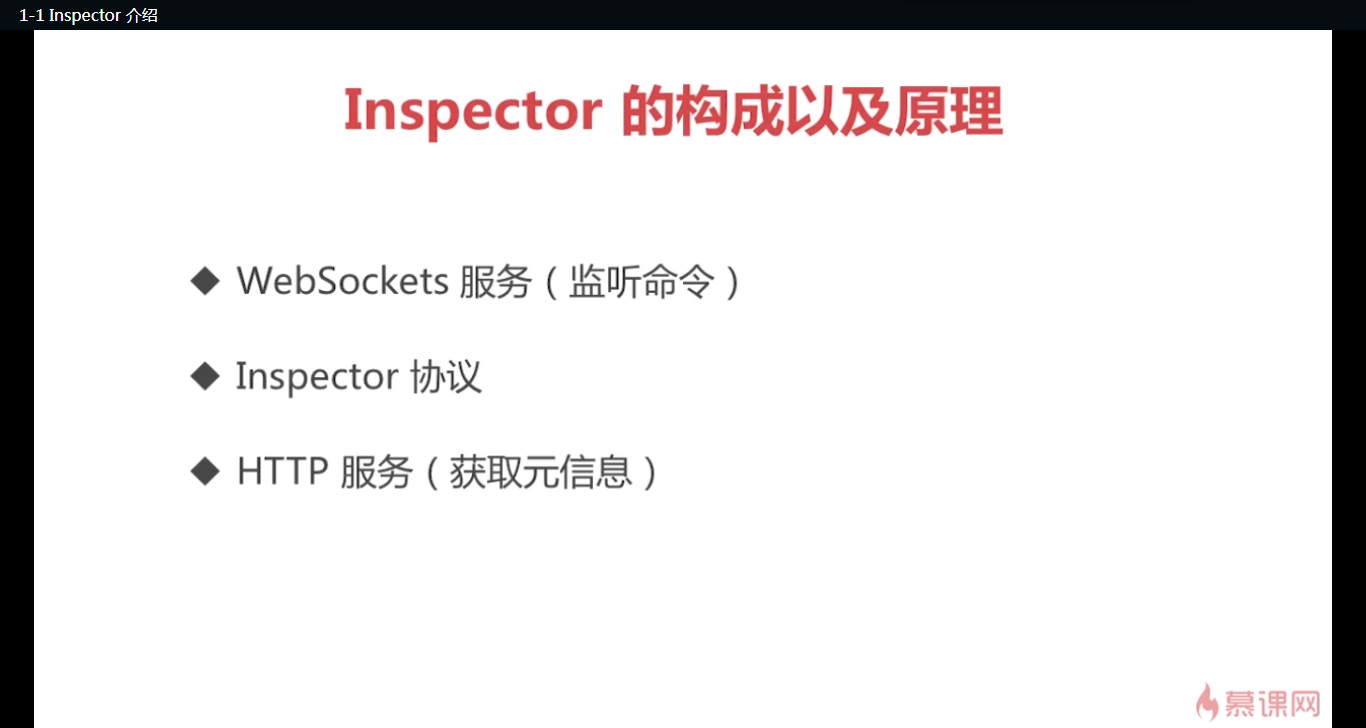 1-1 Inspector 介绍
Inspector 的构成以及原理
◆ WebSockets 服务（监听命令）
◆ Inspector 协议
◆ HTTP 服务（获取元信息）
慕课网